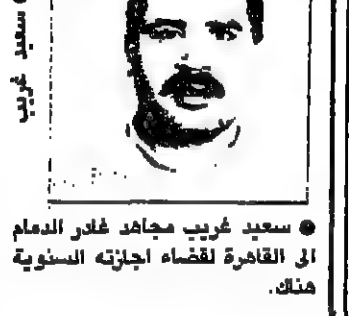 سعيد غريب
● سعيد غريب مجاهد غادر الدمام
الى القاهرة لقضاء اجازته السنوية
هناك.